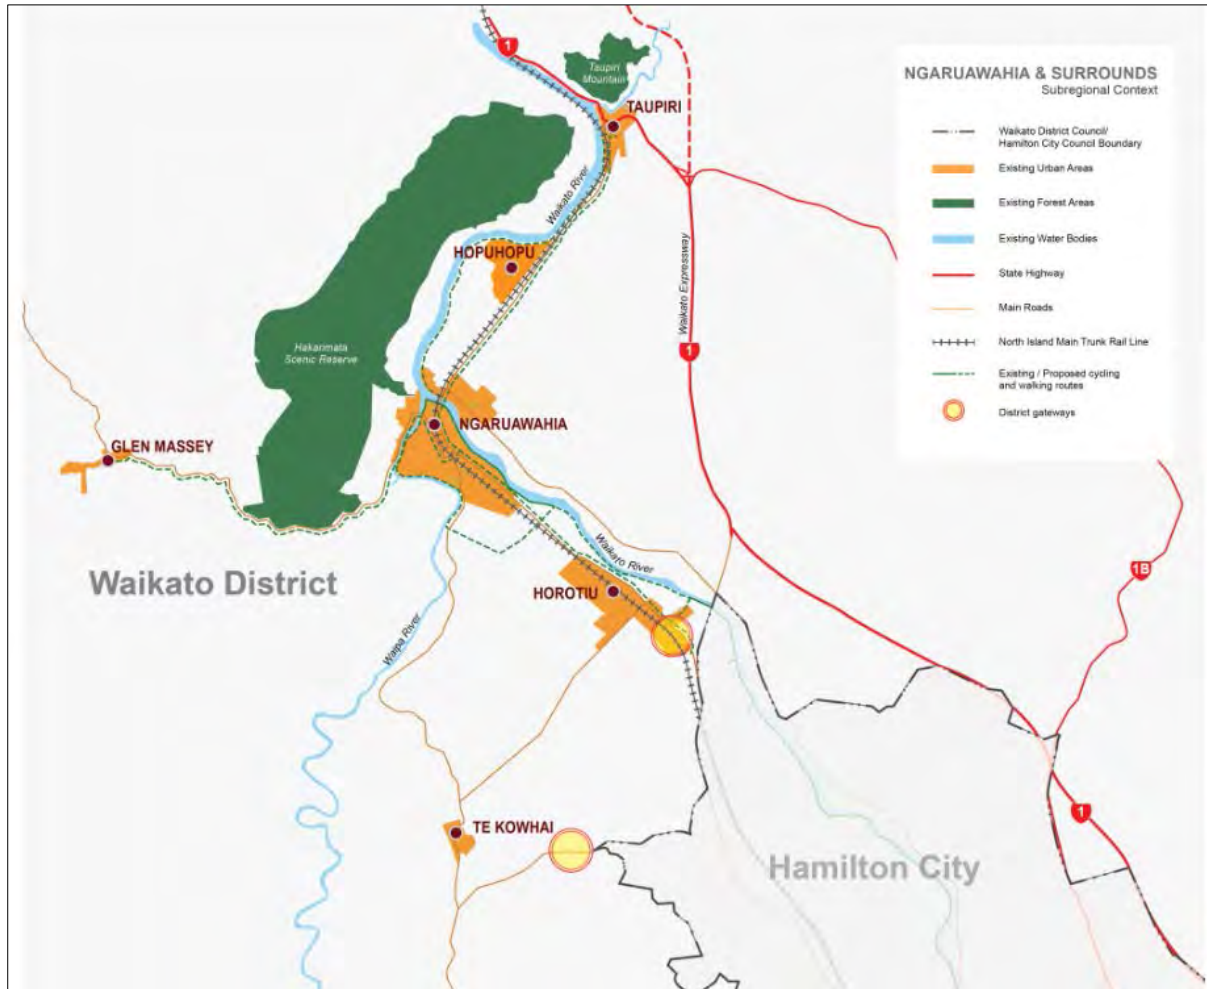 1
Taupiri
Mountain
TAUPIRI
Waikato River
HOPUHOPU
Waikato Expressway
1
Hakarimata
Scenic Reserve
NGARUAWAHIA
GLEN MASSEY
Waikato District
Waikato River
HOROTIU
Waipa River
1B
TE KOWHAI
1
Hamilton City
NGARUAWAHIA & SURROUNDS
Subregional Context
Waikato District Council/
Hamilton City Council Boundary
Existing Urban Areas
Existing Forest Areas
Existing Water Bodies
State Highway
Main Roads
North Island Main Trunk Rail Line
Existing / Proposed cycling
and walking routes
District gateways